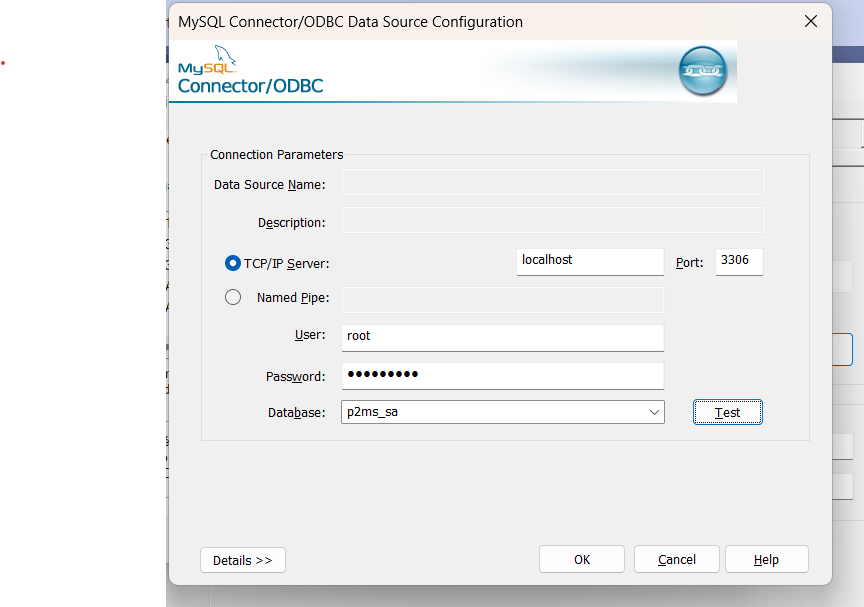 MySQL Connector/ODBC Data Source Configuration
MySQL
Connector/ODBC
Connection Parameters
Data Source Name:
Description:
TCP/IP Server: localhost Port: 3306
Named Pipe:
User: root
Password: •••••••••
Database: p2ms_sa Test
Details >> OK Cancel Help